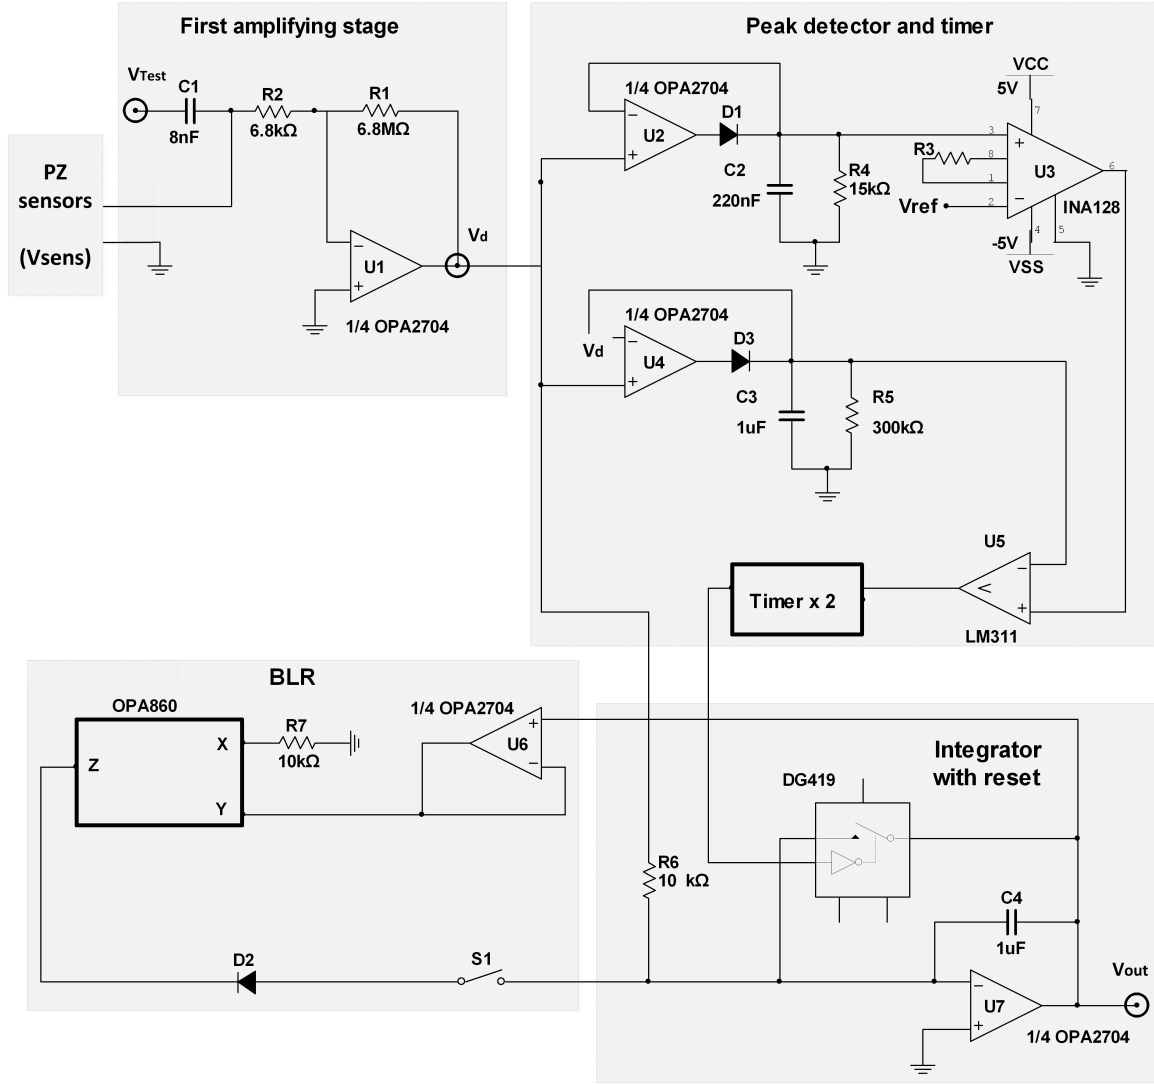 First amplifying stage
VTest
C1
8nF
R2
6.8kΩ
R1
6.8MΩ
PZ
sensors
(Vsens)
−
+
U1
Vd
1/4 OPA2704
Peak detector and timer
1/4 OPA2704
−
+
U2
D1
C2
220nF
R4
15kΩ
VCC
5V
7
R3
3
8
1
2
+
−
U3
6
Vref
INA128
4
5
-5V
VSS
1/4 OPA2704
Vd
−
+
U4
D3
C3
1uF
R5
300kΩ
U5
−
+
<
LM311
Timer x 2
BLR
OPA860
X
Z
Y
R7
10kΩ
1/4 OPA2704
+
−
U6
D2
S1
R6
10 kΩ
Integrator
with reset
DG419
C4
1uF
−
+
U7
Vout
1/4 OPA2704